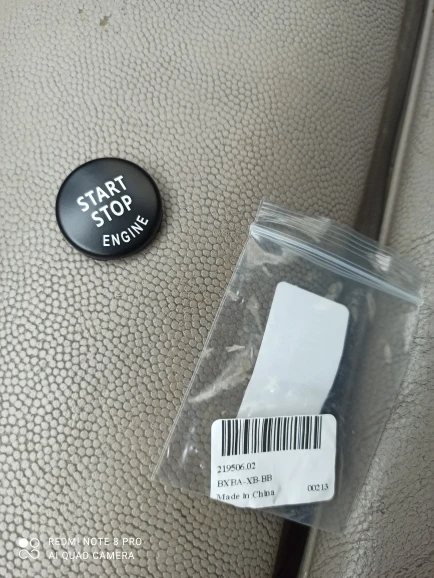 START
STOP
ENGINE
219506.02
BXBA-XB-BB
Made in China
00213
REDMI NOTE 8 PRO
AI QUAD CAMERA